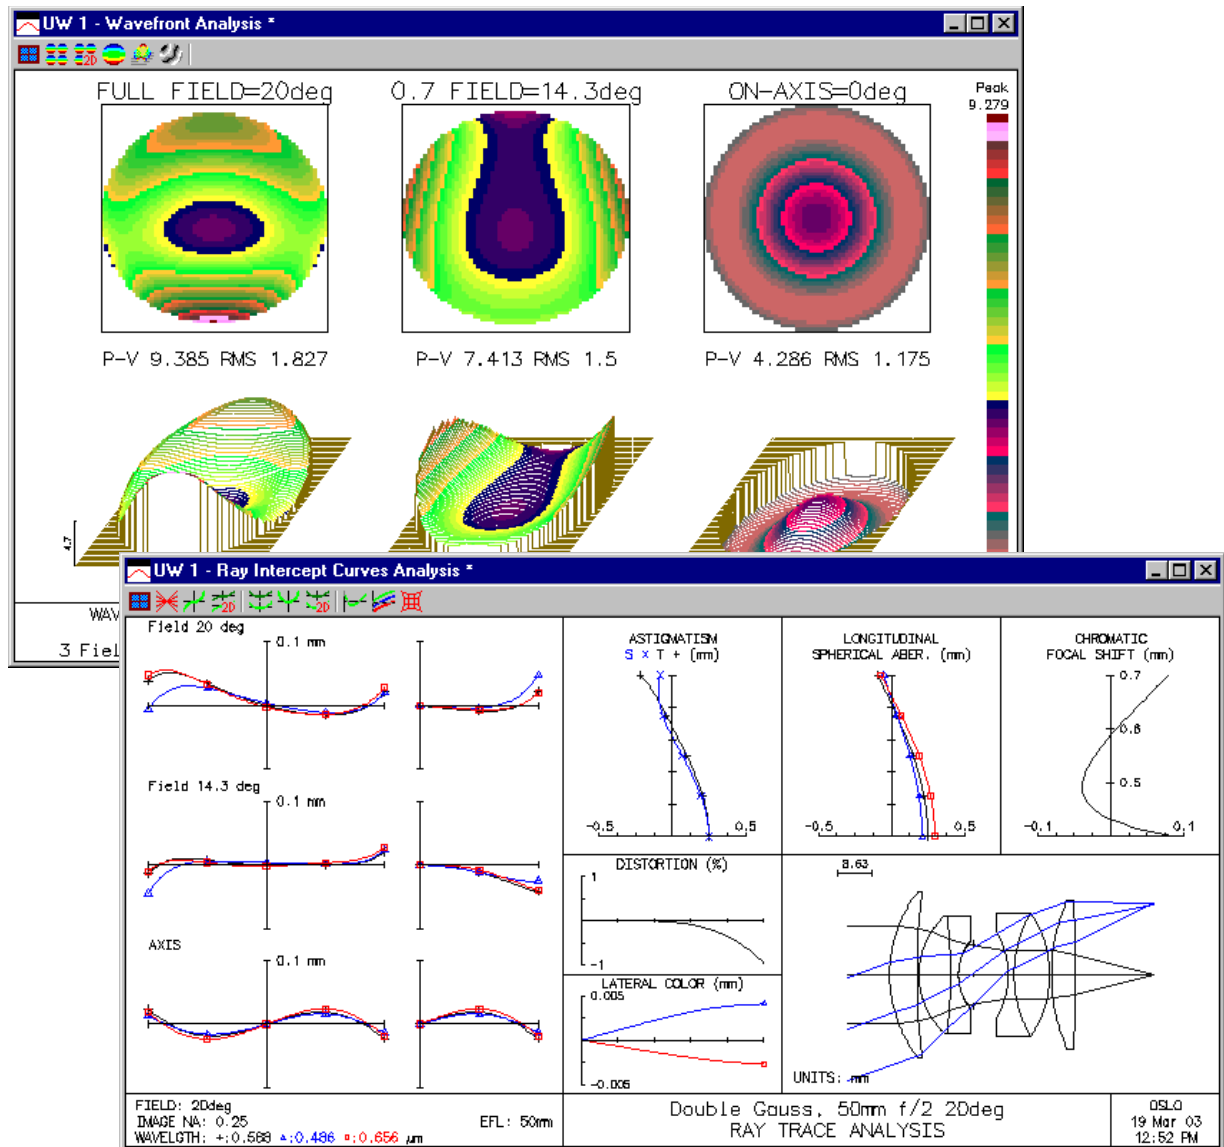 UW 1 - Wavefront Analysis *
2D
FULL FIELD=20deg
0.7 FIELD=14.3deg
ON-AXIS=0deg
Peak
9.279
P-V 9.385 RMS 1.827
P-V 7.413 RMS 1.5
P-V 4.286 RMS 1.175
4.7
WAV
3 Fiel
UW 1 - Ray Intercept Curves Analysis *
2D
2D
Field 20 deg
0.1 mm
Field 14.3 deg
0.1 mm
AXIS
0.1 mm
ASTIGMATISM
S × T + (mm)
-0.5
0.5
LONGITUDINAL
SPHERICAL ABER. (mm)
-0.5
0.5
CHROMATIC
FOCAL SHIFT (mm)
0.7
0.6
0.5
-0.1
0.1
DISTORTION (%)
1
-1
LATERAL COLOR (mm)
0.005
-0.005
8.63
UNITS: mm
FIELD: 20deg
IMAGE NA: 0.25
EFL: 50mm
WAVELGTH: +:0.588 ▵:0.486 ▫:0.656 µm
Double Gauss, 50mm f/2 20deg
RAY TRACE ANALYSIS
OSLO
19 Mar 03
12:52 PM